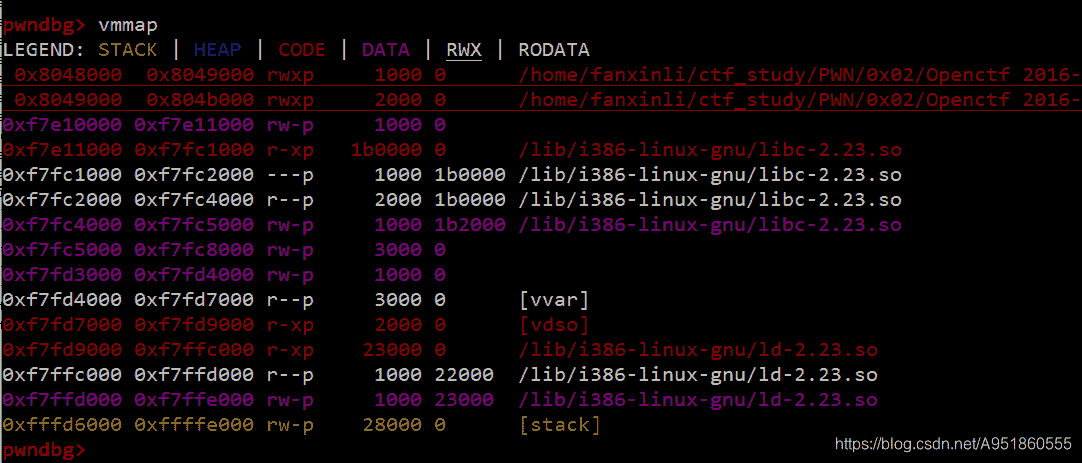 pwndbg> vmmap
LEGEND: STACK | HEAP | CODE | DATA | RWX | RODATA
0x8048000 0x8049000 rwxp 1000 0 /home/fanxinli/ctf_study/PWN/0x02/Openctf 2016-
0x8049000 0x804b000 rwxp 2000 0 /home/fanxinli/ctf_study/PWN/0x02/Openctf 2016-
0xf7e10000 0xf7e11000 rw-p 1000 0
0xf7e11000 0xf7fc1000 r-xp 1b0000 0 /lib/i386-linux-gnu/libc-2.23.so
0xf7fc1000 0xf7fc2000 ---p 1000 1b0000 /lib/i386-linux-gnu/libc-2.23.so
0xf7fc2000 0xf7fc4000 r--p 2000 1b0000 /lib/i386-linux-gnu/libc-2.23.so
0xf7fc4000 0xf7fc5000 rw-p 1000 1b2000 /lib/i386-linux-gnu/libc-2.23.so
0xf7fc5000 0xf7fc8000 rw-p 3000 0
0xf7fd3000 0xf7fd4000 rw-p 1000 0
0xf7fd4000 0xf7fd7000 r--p 3000 0 [vvar]
0xf7fd7000 0xf7fd9000 r-xp 2000 0 [vdso]
0xf7fd9000 0xf7ffc000 r-xp 23000 0 /lib/i386-linux-gnu/ld-2.23.so
0xf7ffc000 0xf7ffd000 r--p 1000 22000 /lib/i386-linux-gnu/ld-2.23.so
0xf7ffd000 0xf7ffe000 rw-p 1000 23000 /lib/i386-linux-gnu/ld-2.23.so
0xfffd6000 0xffffe000 rw-p 28000 0 [stack]
pwndbg>
https://blog.csdn.net/A951860555